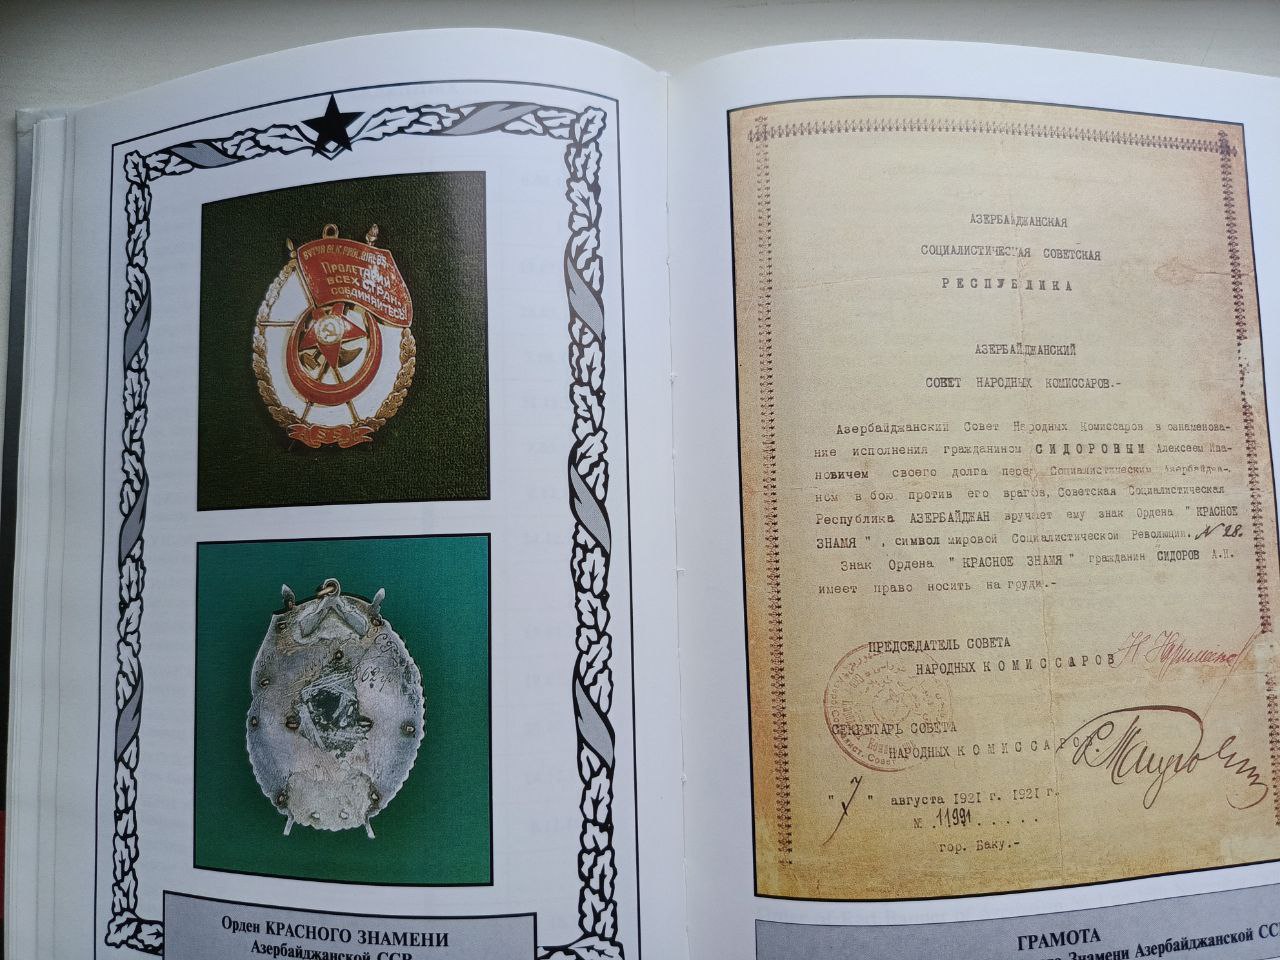 ПРОЛЕТАРИИ
ВСЕХ СТРАН,
СОЕДИНЯЙТЕСЬ!
Орден КРАСНОГО ЗНАМЕНИ
Азербайджанской ССР
АЗЕРБАЙДЖАНСКАЯ
СОЦИАЛИСТИЧЕСКАЯ СОВЕТСКАЯ
РЕСПУБЛИКА
АЗЕРБАЙДЖАНСКИЙ
СОВЕТ НАРОДНЫХ КОМИССАРОВ.-
Азербайджанский Совет Народных Комиссаров в ознаменова-
ние исполнения гражданином СИДОРОВЫМ Алексеем Ива-
новичем своего долга перед Социалистическим Азербайджа-
ном в бою против его врагов, Советская Социалистическая
Республика АЗЕРБАЙДЖАН вручает ему знак Ордена "КРАСНОЕ
ЗНАМЯ", символ мировой Социалистической Революции. № 28.
Знак Ордена "КРАСНОЕ ЗНАМЯ" гражданин СИДОРОВ А.И.
имеет право носить на груди.-
ПРЕДСЕДАТЕЛЬ СОВЕТА
НАРОДНЫХ КОМИССАРОВ Н Нариманов
СЕКРЕТАРЬ СОВЕТА
НАРОДНЫХ КОМИССАРОВ
"7" августа 1921 г. 1921 г.
№ .11991......
гор. Баку.-
ГРАМОТА
Знамени Азербайджанской ССР